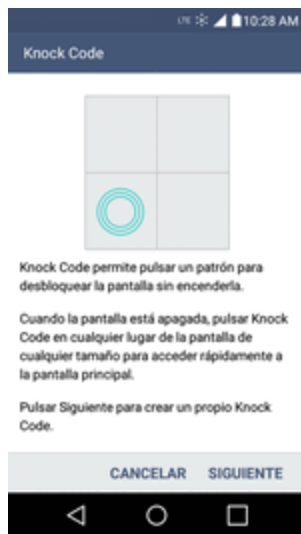 LTE 10:28 AM
Knock Code
Knock Code permite pulsar un patrón para
desbloquear la pantalla sin encenderla.
Cuando la pantalla está apagada, pulsar Knock
Code en cualquier lugar de la pantalla de
cualquier tamaño para acceder rápidamente a
la pantalla principal.
Pulsar Siguiente para crear un propio Knock
Code.
CANCELAR SIGUIENTE